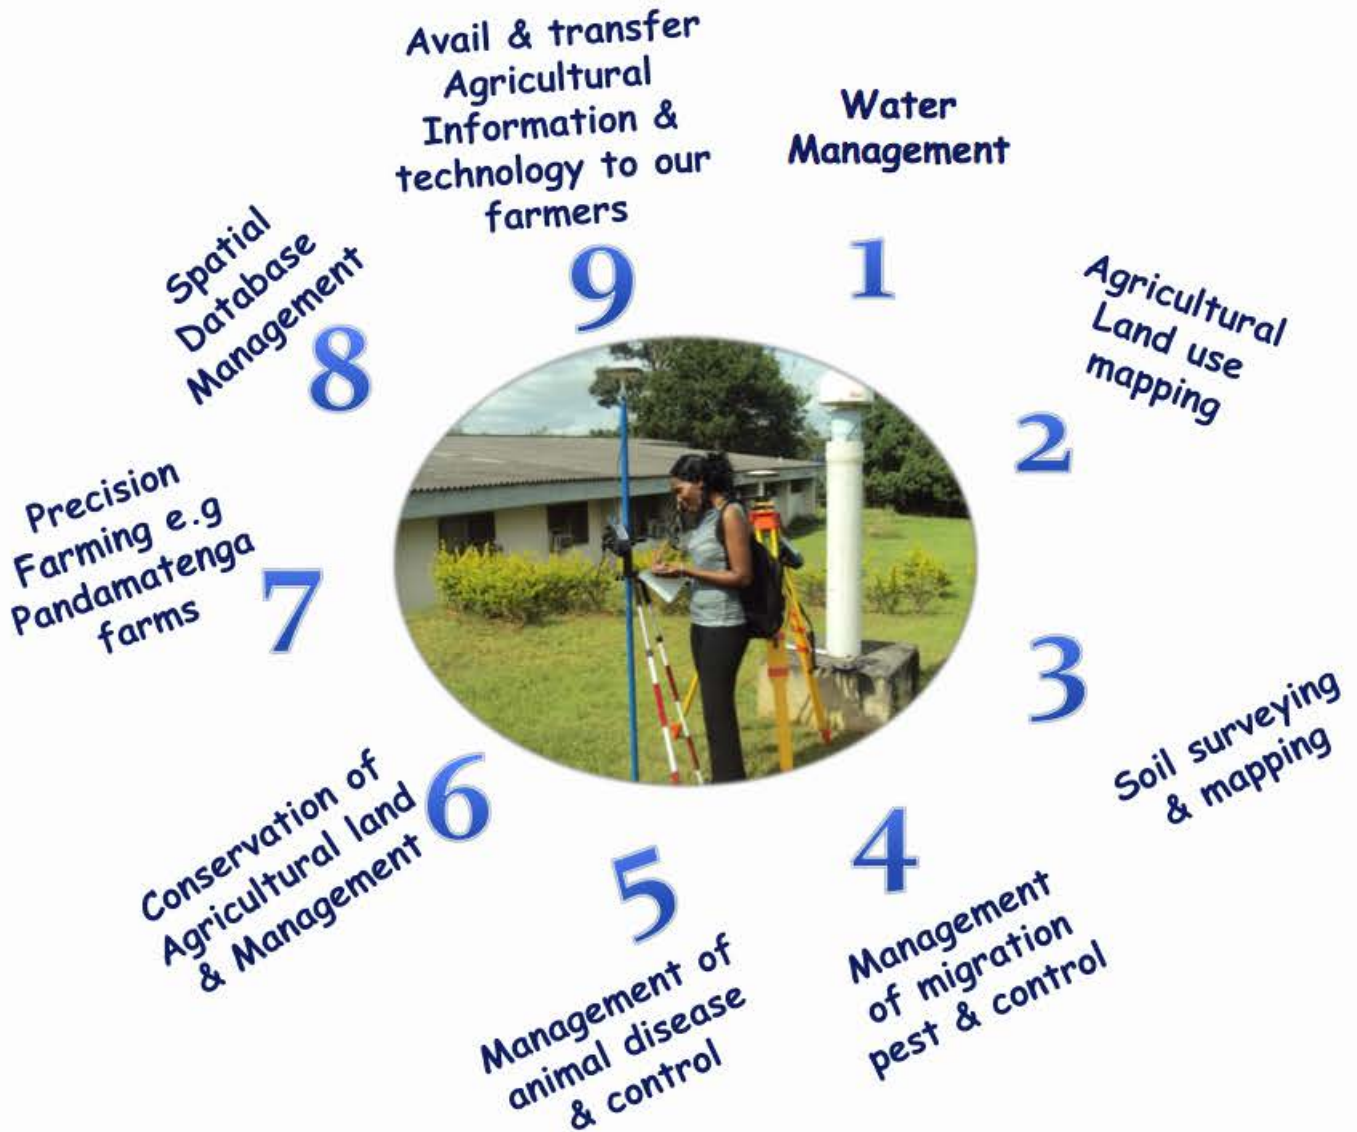 Water
Management
1
Agricultural
Land use
mapping
2
3
Soil surveying
& mapping
4
Management
of migration
pest & control
5
Management of
animal disease
& control
6
Conservation of
Agricultural land
& Management
7
Precision
Farming e.g
Pandamatenga
farms
8
Spatial
Database
Management
9
Avail & transfer
Agricultural
Information &
technology to our
farmers